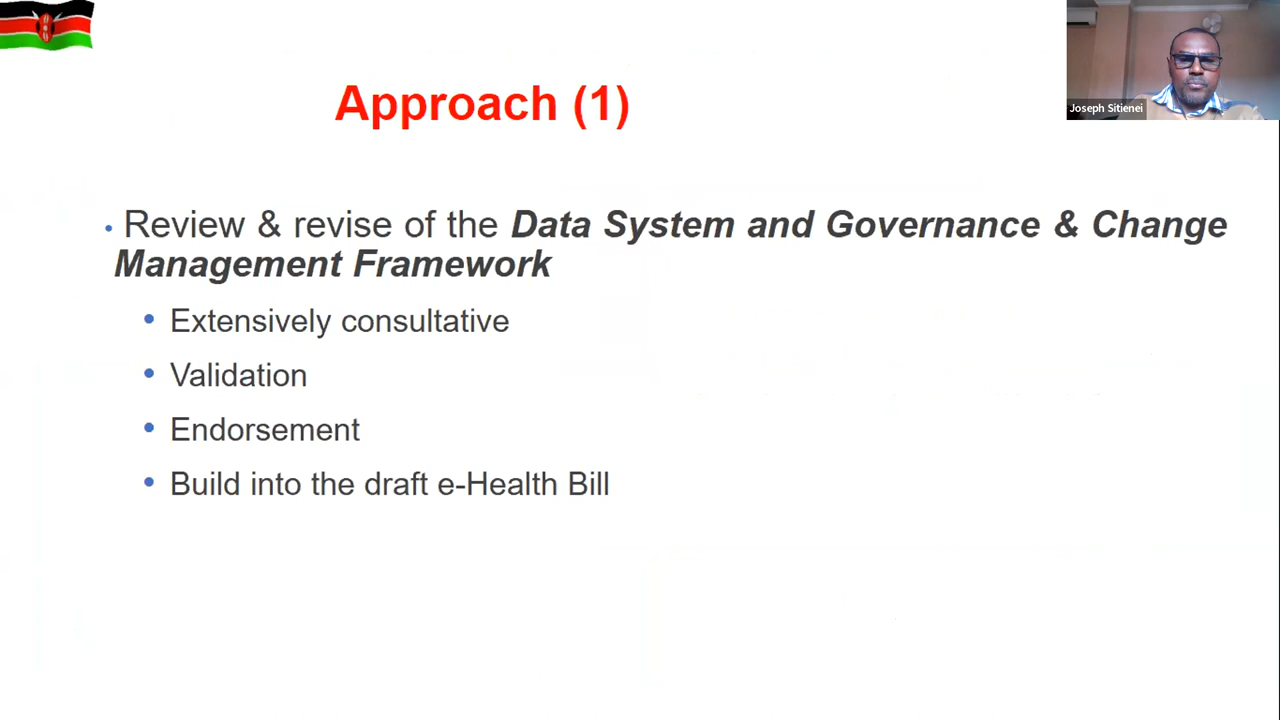 Approach (1)
Joseph Sitienei
• Review & revise of the Data System and Governance & Change
Management Framework
• Extensively consultative
• Validation
• Endorsement
• Build into the draft e-Health Bill